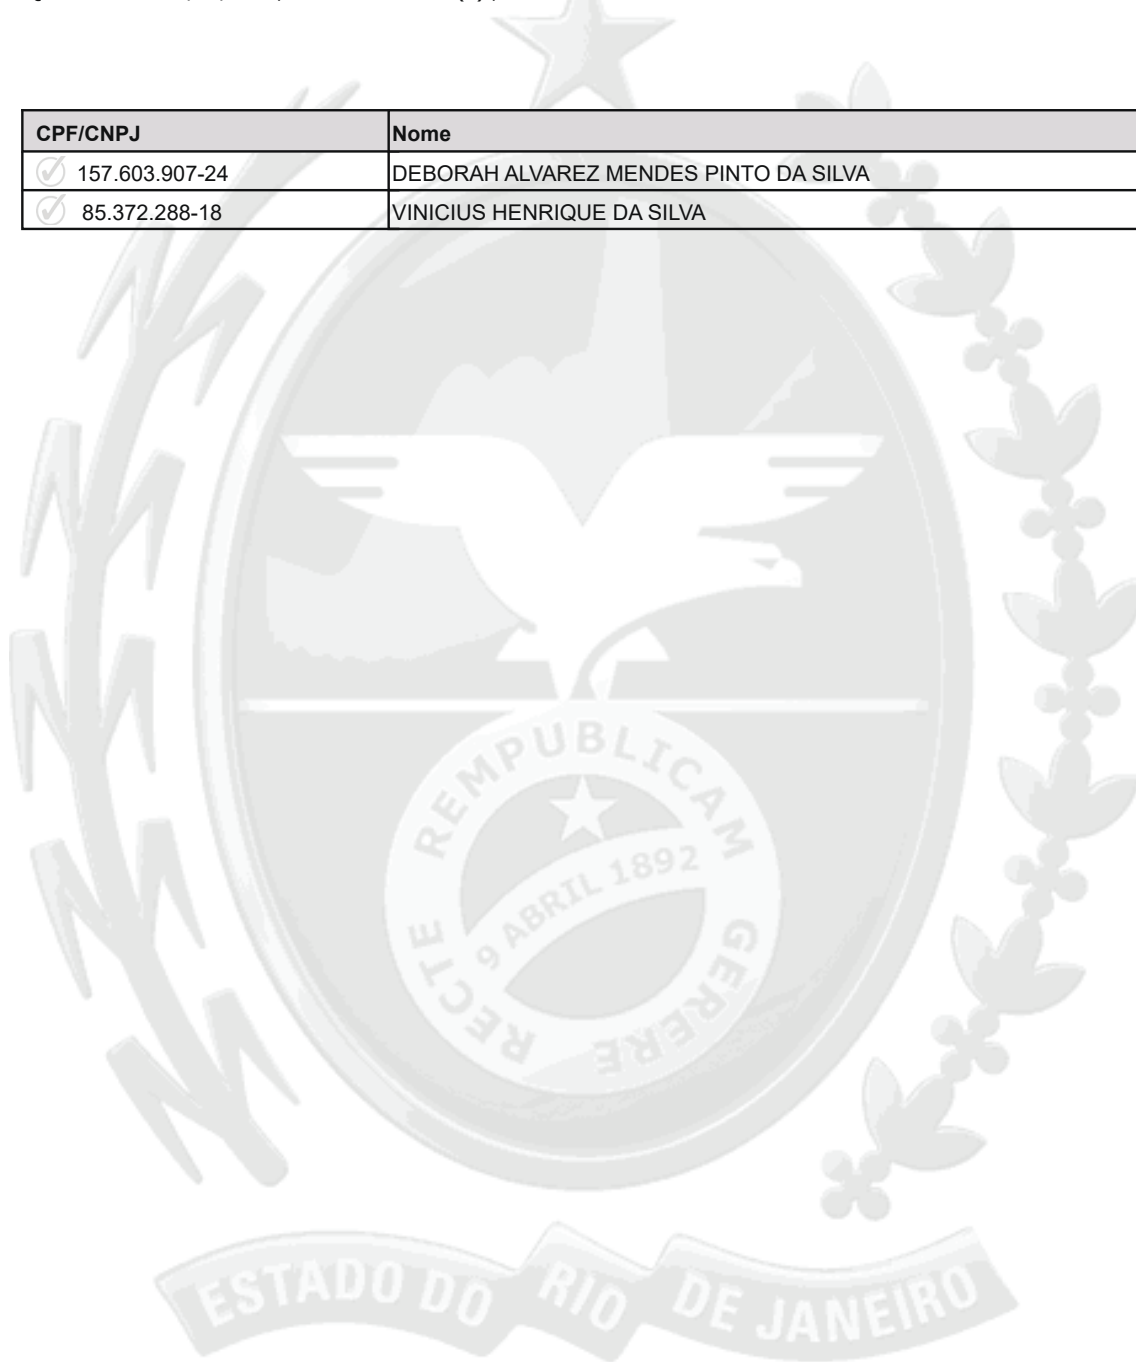 CPF/CNPJ Nome
157.603.907-24 DEBORAH ALVAREZ MENDES PINTO DA SILVA
85.372.288-18 VINICIUS HENRIQUE DA SILVA
REMPUBLICAM
RECTE GERERE
9 ABRIL 1892
ESTADO DO RIO DE JANEIRO